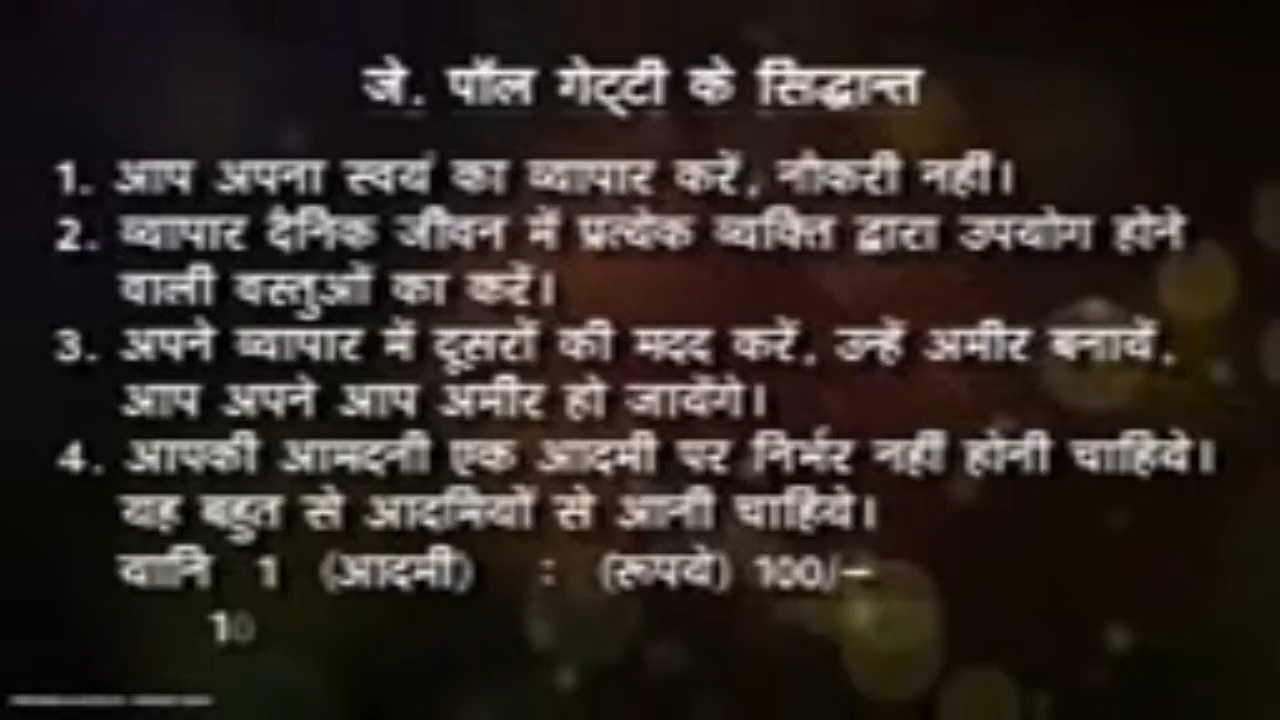 जे. पॉल गेट्टी के सिद्धान्त
1. आप अपना स्वयं का व्यापार करें, नौकरी नहीं।
2. व्यापार दैनिक जीवन में प्रत्येक व्यक्ति द्वारा उपयोग होने
वाली वस्तुओं का करें।
3. अपने व्यापार में दूसरों की मदद करें, उन्हें अमीर बनायें,
आप अपने आप अमीर हो जायेंगे।
4. आपकी आमदनी एक आदमी पर निर्भर नहीं होनी चाहिये।
यह बहुत से आदमियों से आनी चाहिये।
यानि 1 (आदमी) : (रूपये) 100/-
10